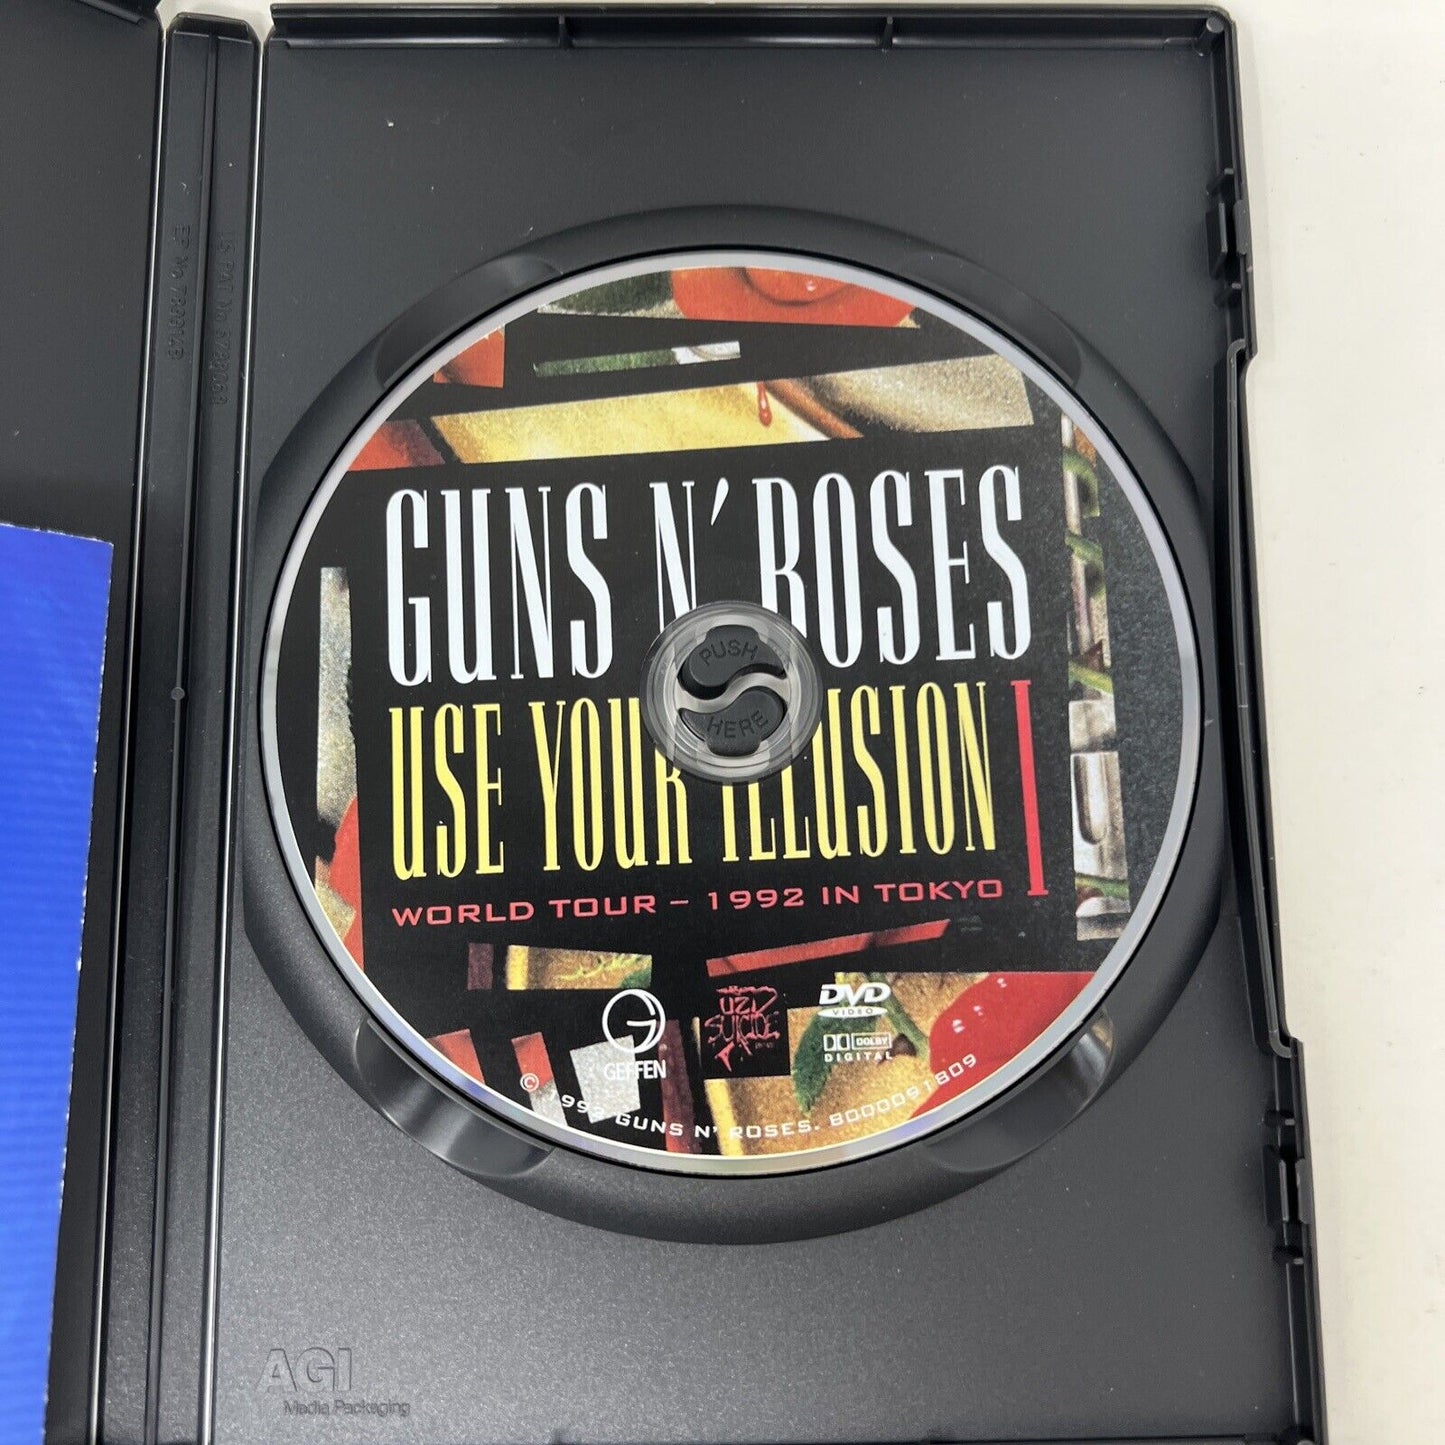 GUNS N' ROSES
USE YOUR ILLUSION I
WORLD TOUR – 1992 IN TOKYO
PUSH
HERE
GEFFEN
UZI
SUICIDE
DVD
VIDEO
DOLBY
DIGITAL
© 1992 GUNS N' ROSES. B000091809
AGI
Media Packaging